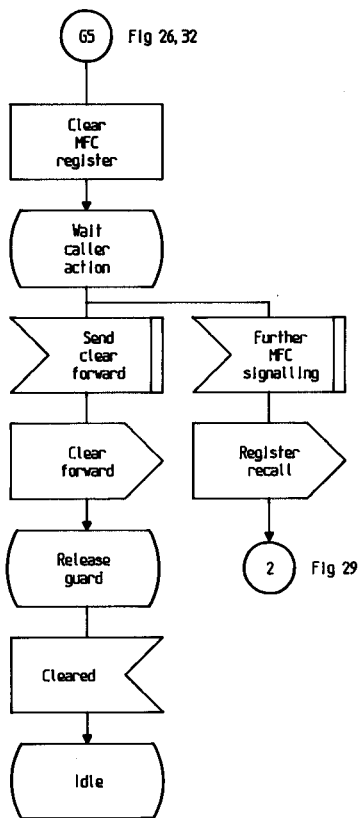 G5 Fig 26,32
Clear
MFC
register
Wait
caller
action
Send
clear
forward
Further
MFC
signalling
Clear
forward
Register
recall
Release
guard
2 Fig 29
Cleared
Idle